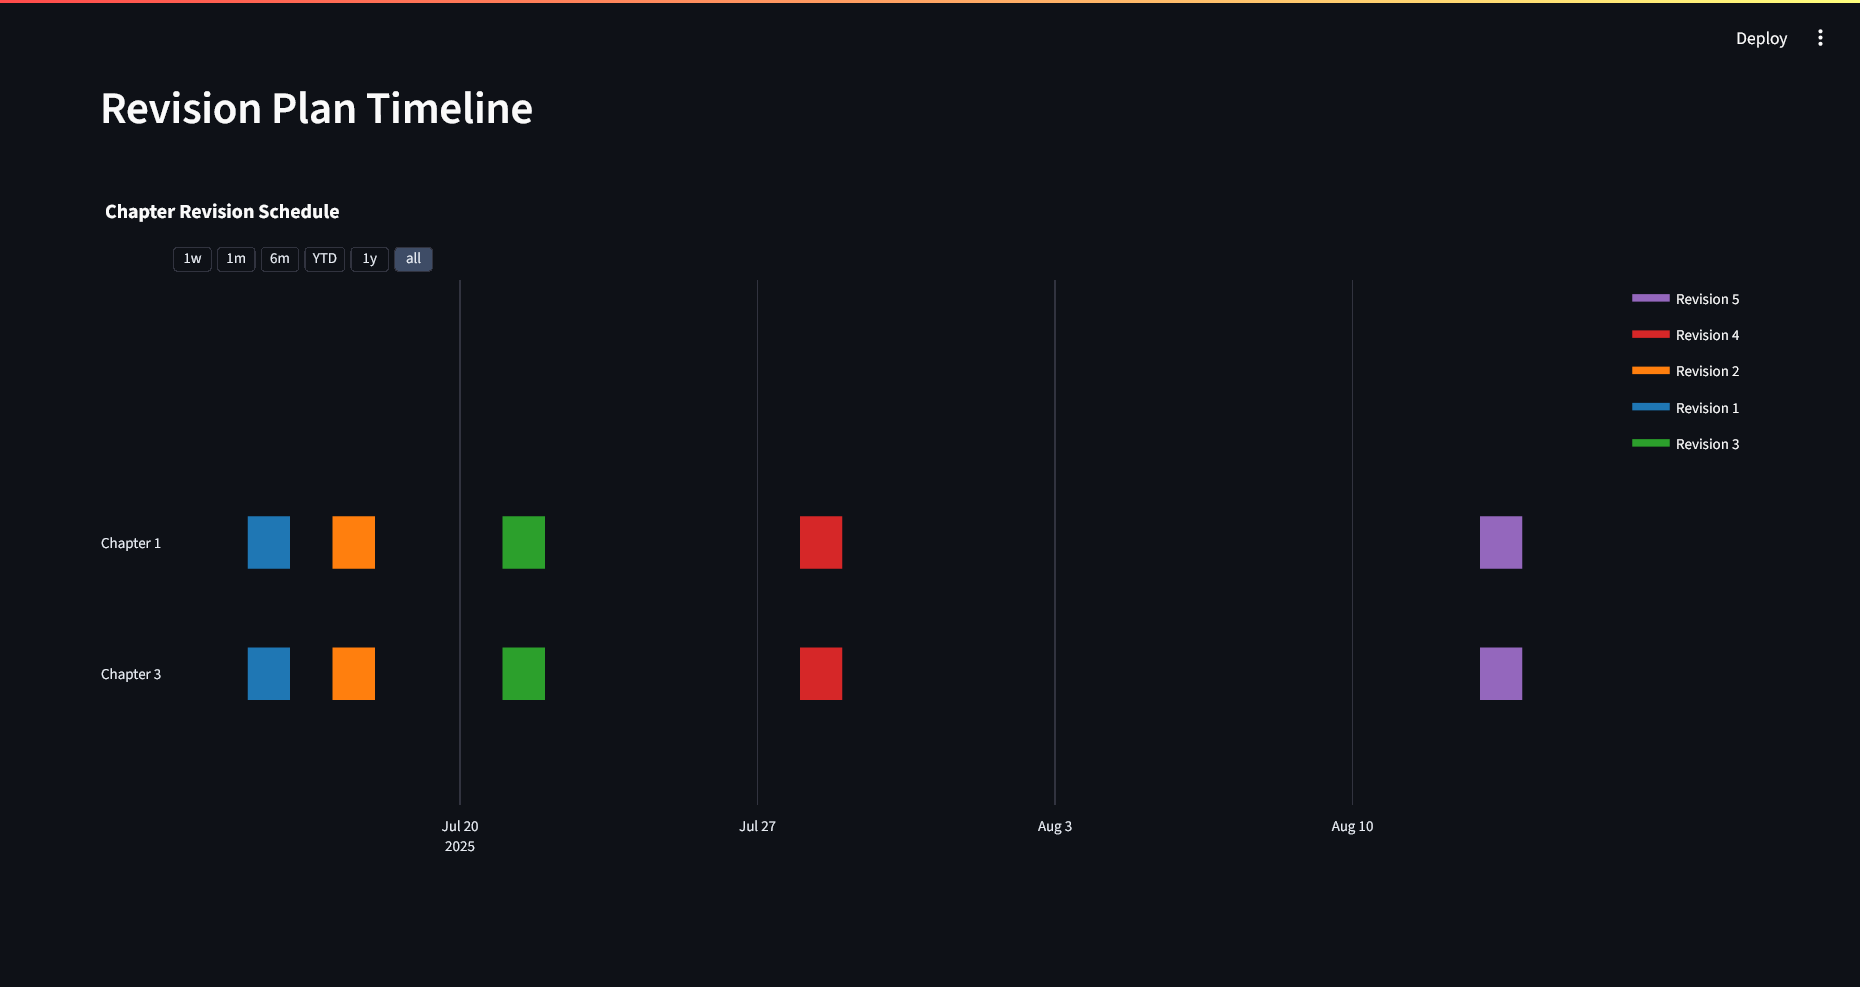 Deploy
Revision Plan Timeline
Chapter Revision Schedule
1w 1m 6m YTD 1y all
Revision 5
Revision 4
Revision 2
Revision 1
Revision 3
Chapter 1
Chapter 3
Jul 20 Jul 27 Aug 3 Aug 10
2025